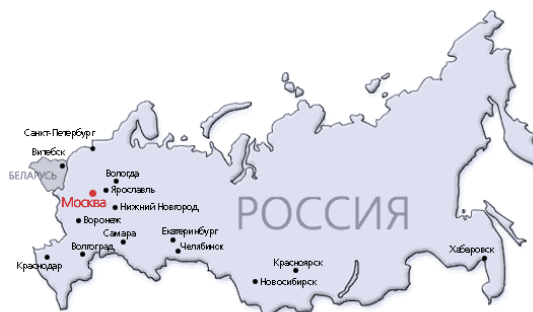 Санкт-Петербург
Витебск
БЕЛАРУСЬ
Вологда
Ярославль
Москва
Нижний Новгород
РОССИЯ
Воронеж
Самара
Екатеринбург
Волгоград
Челябинск
Хабаровск
Краснодар
Красноярск
Новосибирск